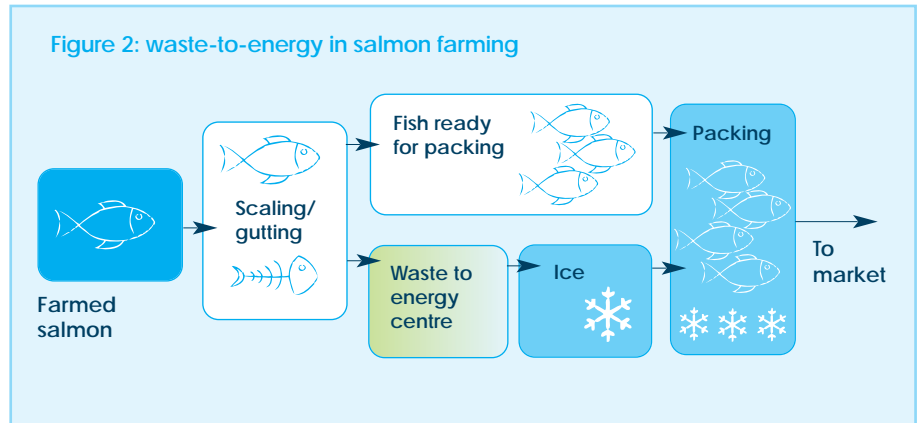 Figure 2: waste-to-energy in salmon farming
Farmed
salmon
Scaling/
gutting
Fish ready
for packing
Waste to
energy
centre
Ice
Packing
To
market